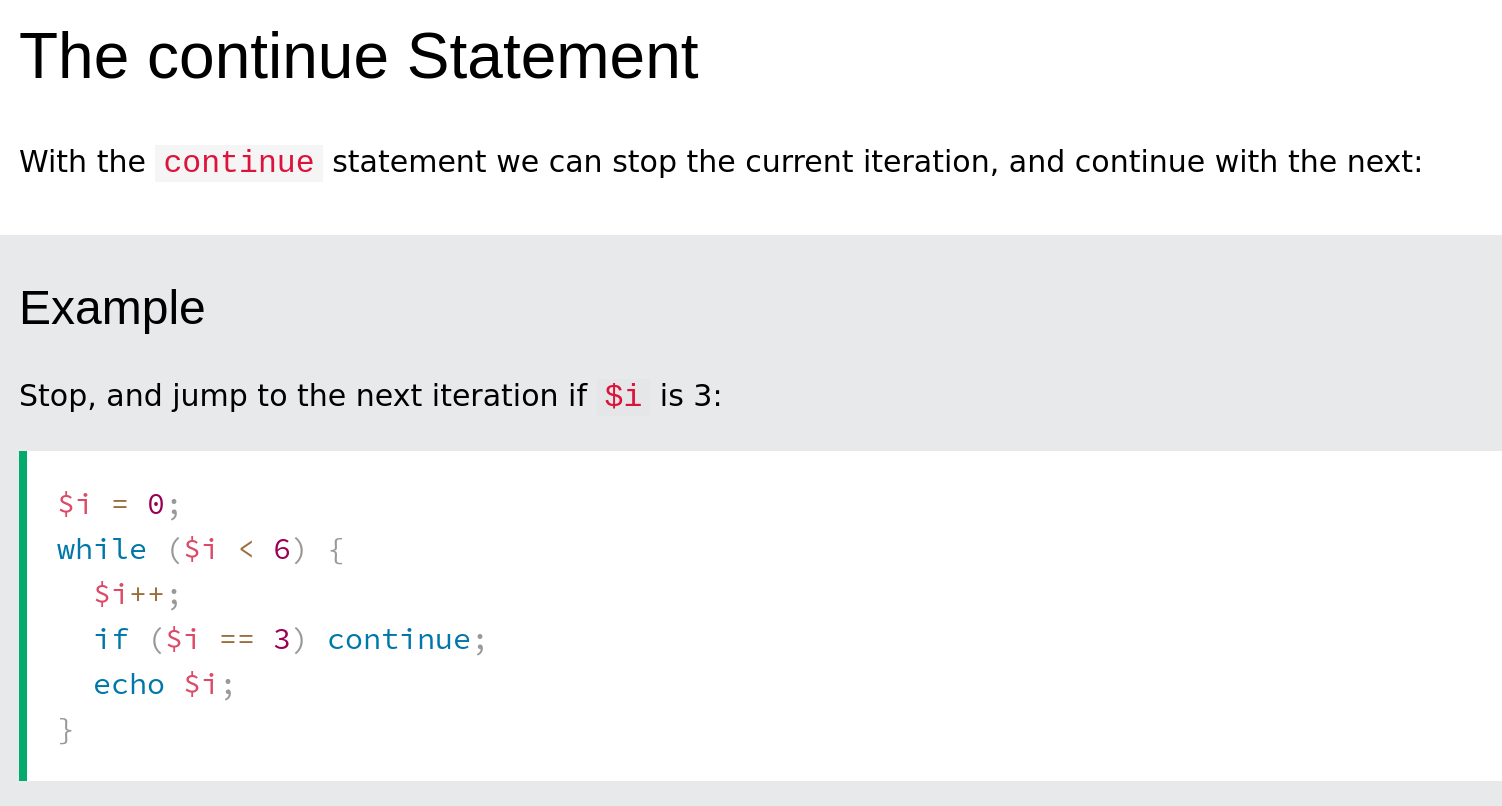 The continue Statement
With the continue statement we can stop the current iteration, and continue with the next:
Example
Stop, and jump to the next iteration if $i is 3:
$i = 0;
while ($i < 6) {
  $i++;
  if ($i == 3) continue;
  echo $i;
}